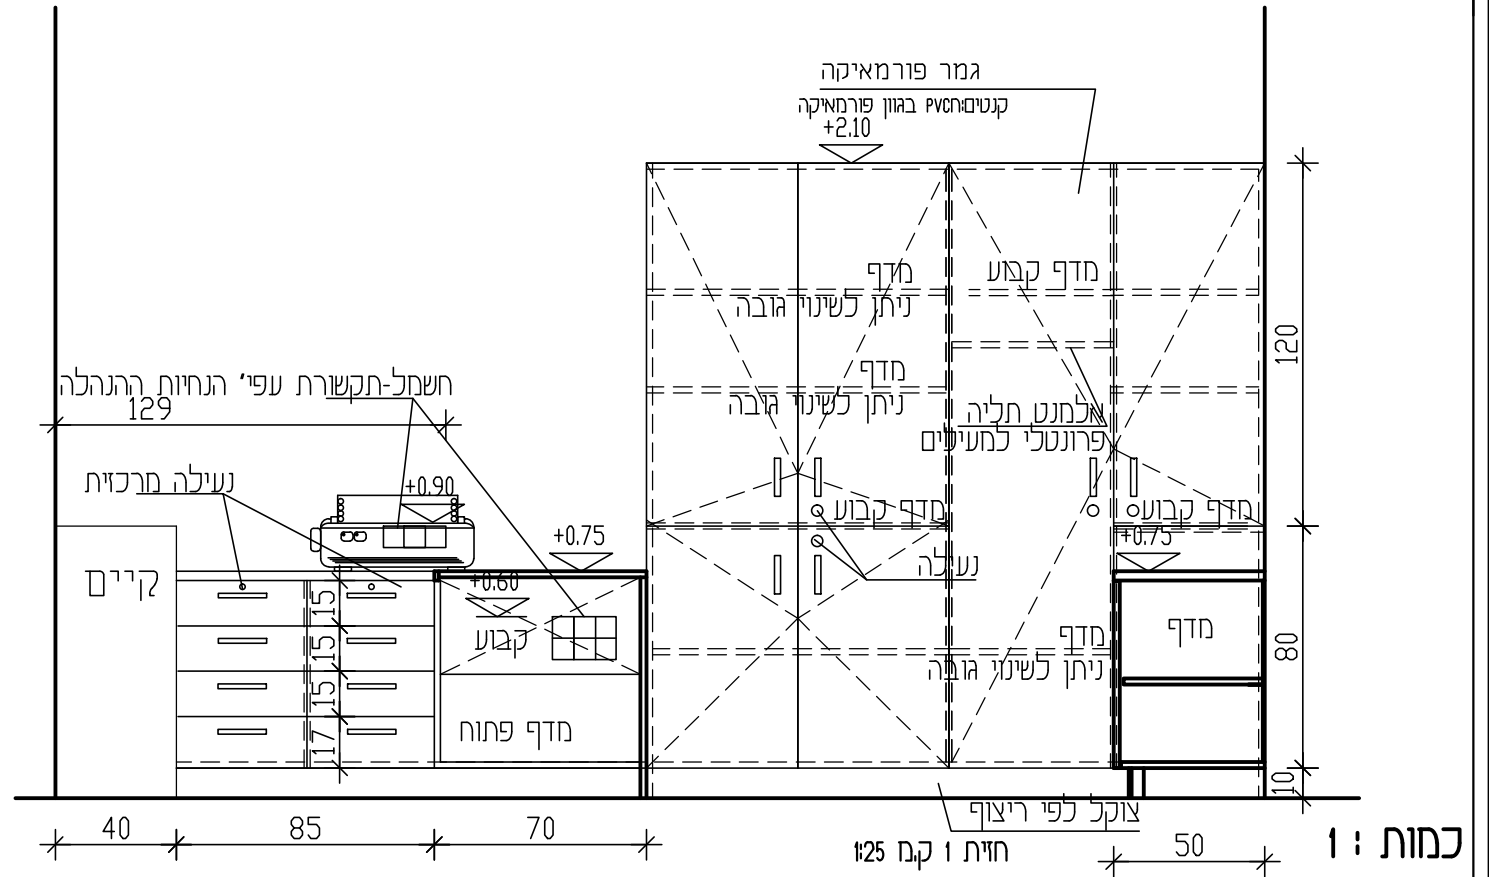 גמר פורמאיקה
קנטים:PVCח בגוון פורמאיקה
+2.10
מדף
ניתן לשינוי גובה
מדף קבוע
120
מדף
ניתן לשינוי גובה
אלמנט תליה
פרונטלי למעילים
חשמל-תקשורת עפי' הנחיות ההנהלה
129
נעילה מרכזית
+0.90
מדף קבוע
מדף קבוע
+0.75
+0.75
נעילה
קיים
+0.60
קבוע
15
15
15
17
מדף
מדף
ניתן לשינוי גובה
80
מדף פתוח
10
צוקל לפי ריצוף
40
85
70
50
חזית 1 ק.מ 1:25
כמות : 1